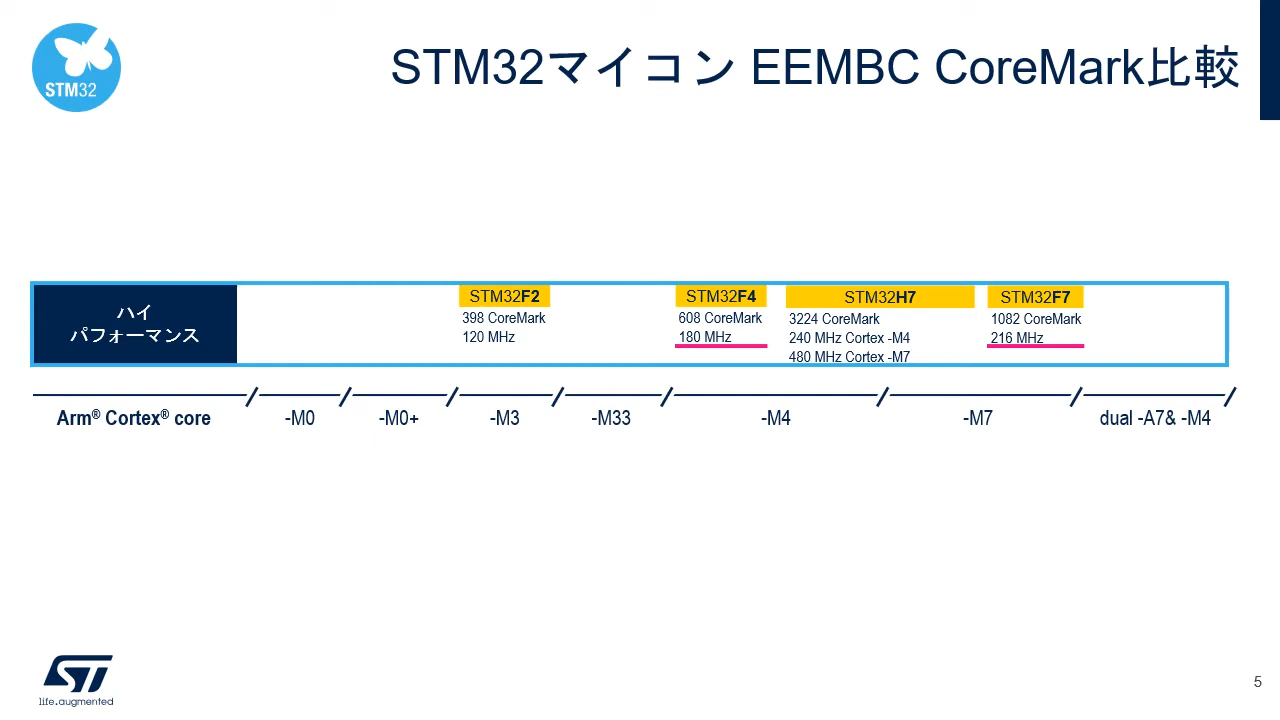 STM32
STM32マイコン EEMBC CoreMark比較
ハイ
パフォーマンス
STM32F2
398 CoreMark
120 MHz
STM32F4
608 CoreMark
180 MHz
STM32H7
3224 CoreMark
240 MHz Cortex -M4
480 MHz Cortex -M7
STM32F7
1082 CoreMark
216 MHz
Arm® Cortex® core
-M0
-M0+
-M3
-M33
-M4
-M7
dual -A7& -M4
ST
life.augmented
5